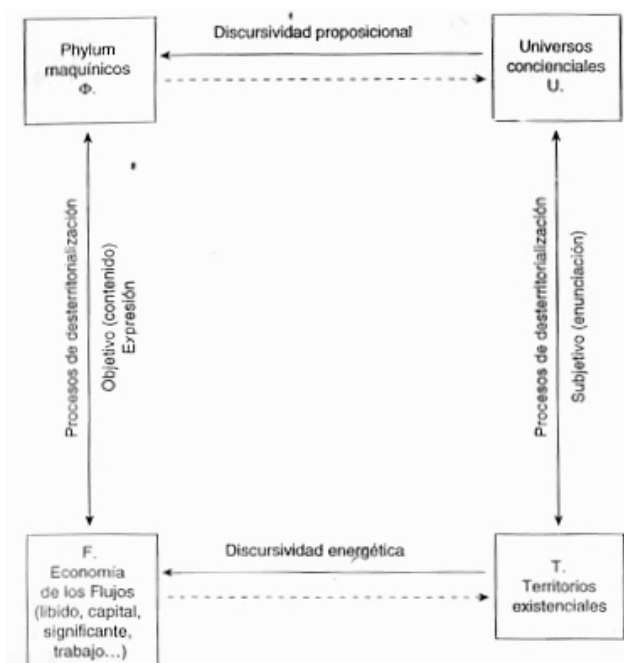 Discursividad proposicional
Phylum
maquínicos
Φ.
Universos
concienciales
U.
Procesos de desterritorialización
Objetivo (contenido)
Expresión
Procesos de desterritorialización
Subjetivo (enunciación)
F.
Economía
de los Flujos
(libido, capital,
significante,
trabajo...)
Discursividad energética
T.
Territorios
existenciales